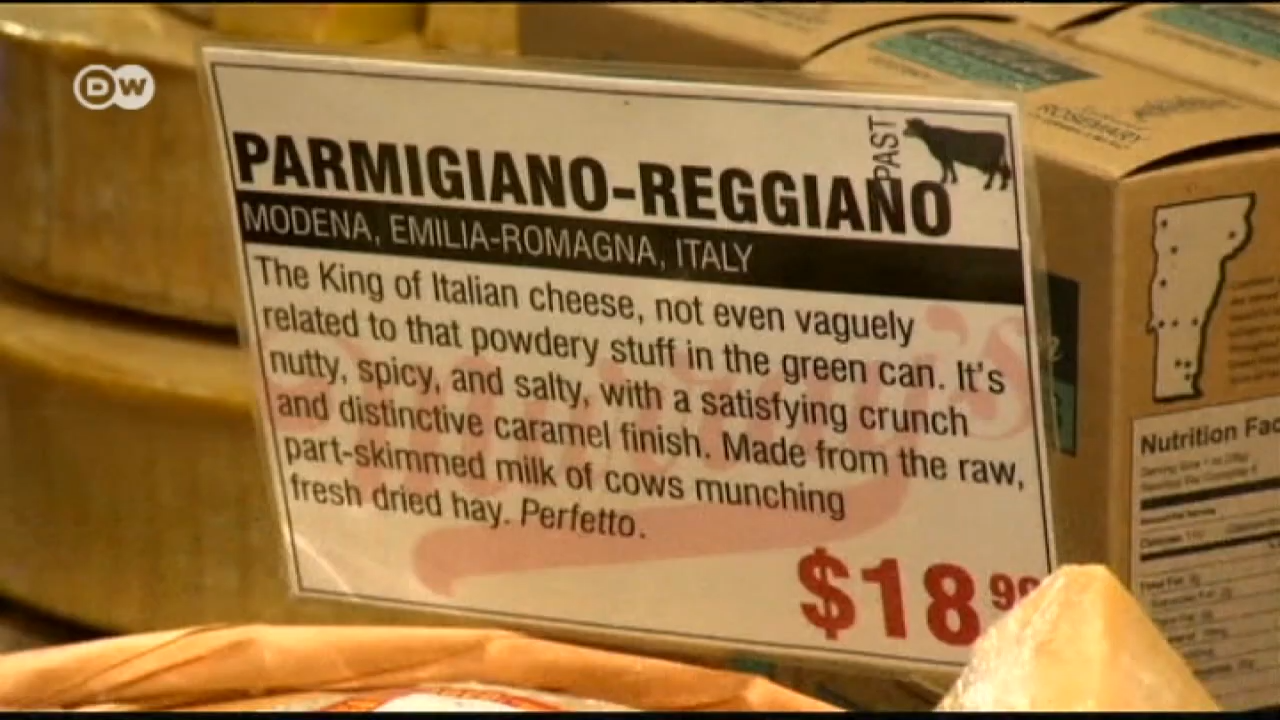 DW
PAST
PARMIGIANO-REGGIANO
MODENA, EMILIA-ROMAGNA, ITALY
The King of Italian cheese, not even vaguely
related to that powdery stuff in the green can. It's
nutty, spicy, and salty, with a satisfying crunch
and distinctive caramel finish. Made from the raw,
part-skimmed milk of cows munching
fresh dried hay. Perfetto.
$18
ROSEMARY
Nutrition Fac